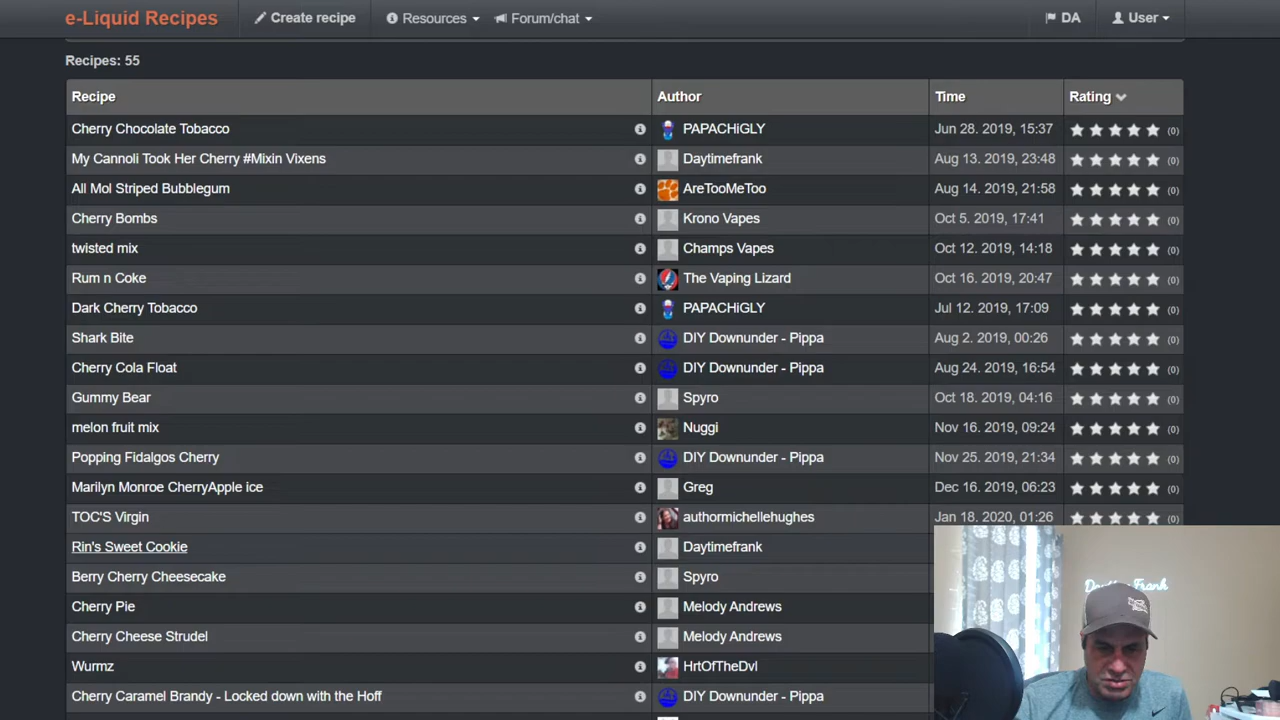 e-Liquid Recipes Create recipe Resources Forum/chat DA User
Recipes: 55
Recipe Author Time Rating
Cherry Chocolate Tobacco PAPACHiGLY Jun 28. 2019, 15:37 (0)
My Cannoli Took Her Cherry #Mixin Vixens Daytimefrank Aug 13. 2019, 23:48 (0)
All Mol Striped Bubblegum AreTooMeToo Aug 14. 2019, 21:58 (0)
Cherry Bombs Krono Vapes Oct 5. 2019, 17:41 (0)
twisted mix Champs Vapes Oct 12. 2019, 14:18 (0)
Rum n Coke The Vaping Lizard Oct 16. 2019, 20:47 (0)
Dark Cherry Tobacco PAPACHiGLY Jul 12. 2019, 17:09 (0)
Shark Bite DIY Downunder - Pippa Aug 2. 2019, 00:26 (0)
Cherry Cola Float DIY Downunder - Pippa Aug 24. 2019, 16:54 (0)
Gummy Bear Spyro Oct 18. 2019, 04:16 (0)
melon fruit mix Nuggi Nov 16. 2019, 09:24 (0)
Popping Fidalgos Cherry DIY Downunder - Pippa Nov 25. 2019, 21:34 (0)
Marilyn Monroe CherryApple ice Greg Dec 16. 2019, 06:23 (0)
TOC'S Virgin authormichellehughes Jan 18. 2020, 01:26 (0)
Rin's Sweet Cookie Daytimefrank
Berry Cherry Cheesecake Spyro
Cherry Pie Melody Andrews
Cherry Cheese Strudel Melody Andrews
Wurmz HrtOfTheDvl
Cherry Caramel Brandy - Locked down with the Hoff DIY Downunder - Pippa